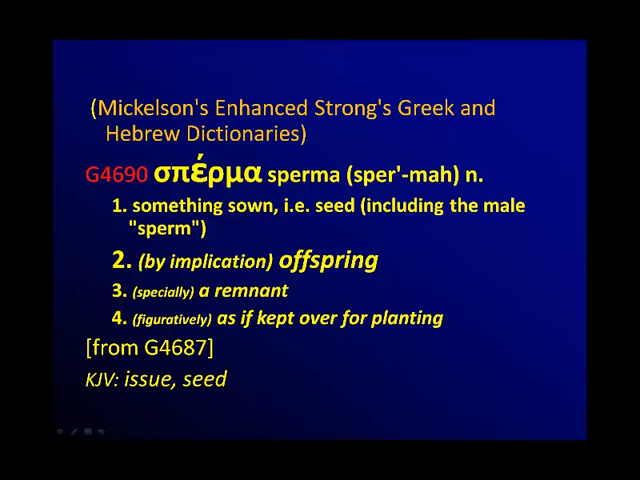 (Mickelson's Enhanced Strong's Greek and
Hebrew Dictionaries)
G4690 σπέρμα sperma (sper'-mah) n.
1. something sown, i.e. seed (including the male
"sperm")
2. (by implication) offspring
3. (specially) a remnant
4. (figuratively) as if kept over for planting
[from G4687]
KJV: issue, seed